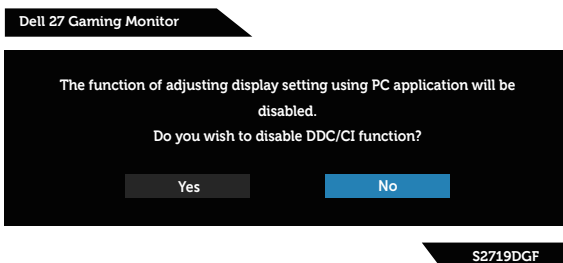 Dell 27 Gaming Monitor
The function of adjusting display setting using PC application will be
disabled.
Do you wish to disable DDC/CI function?
Yes No
S2719DGF